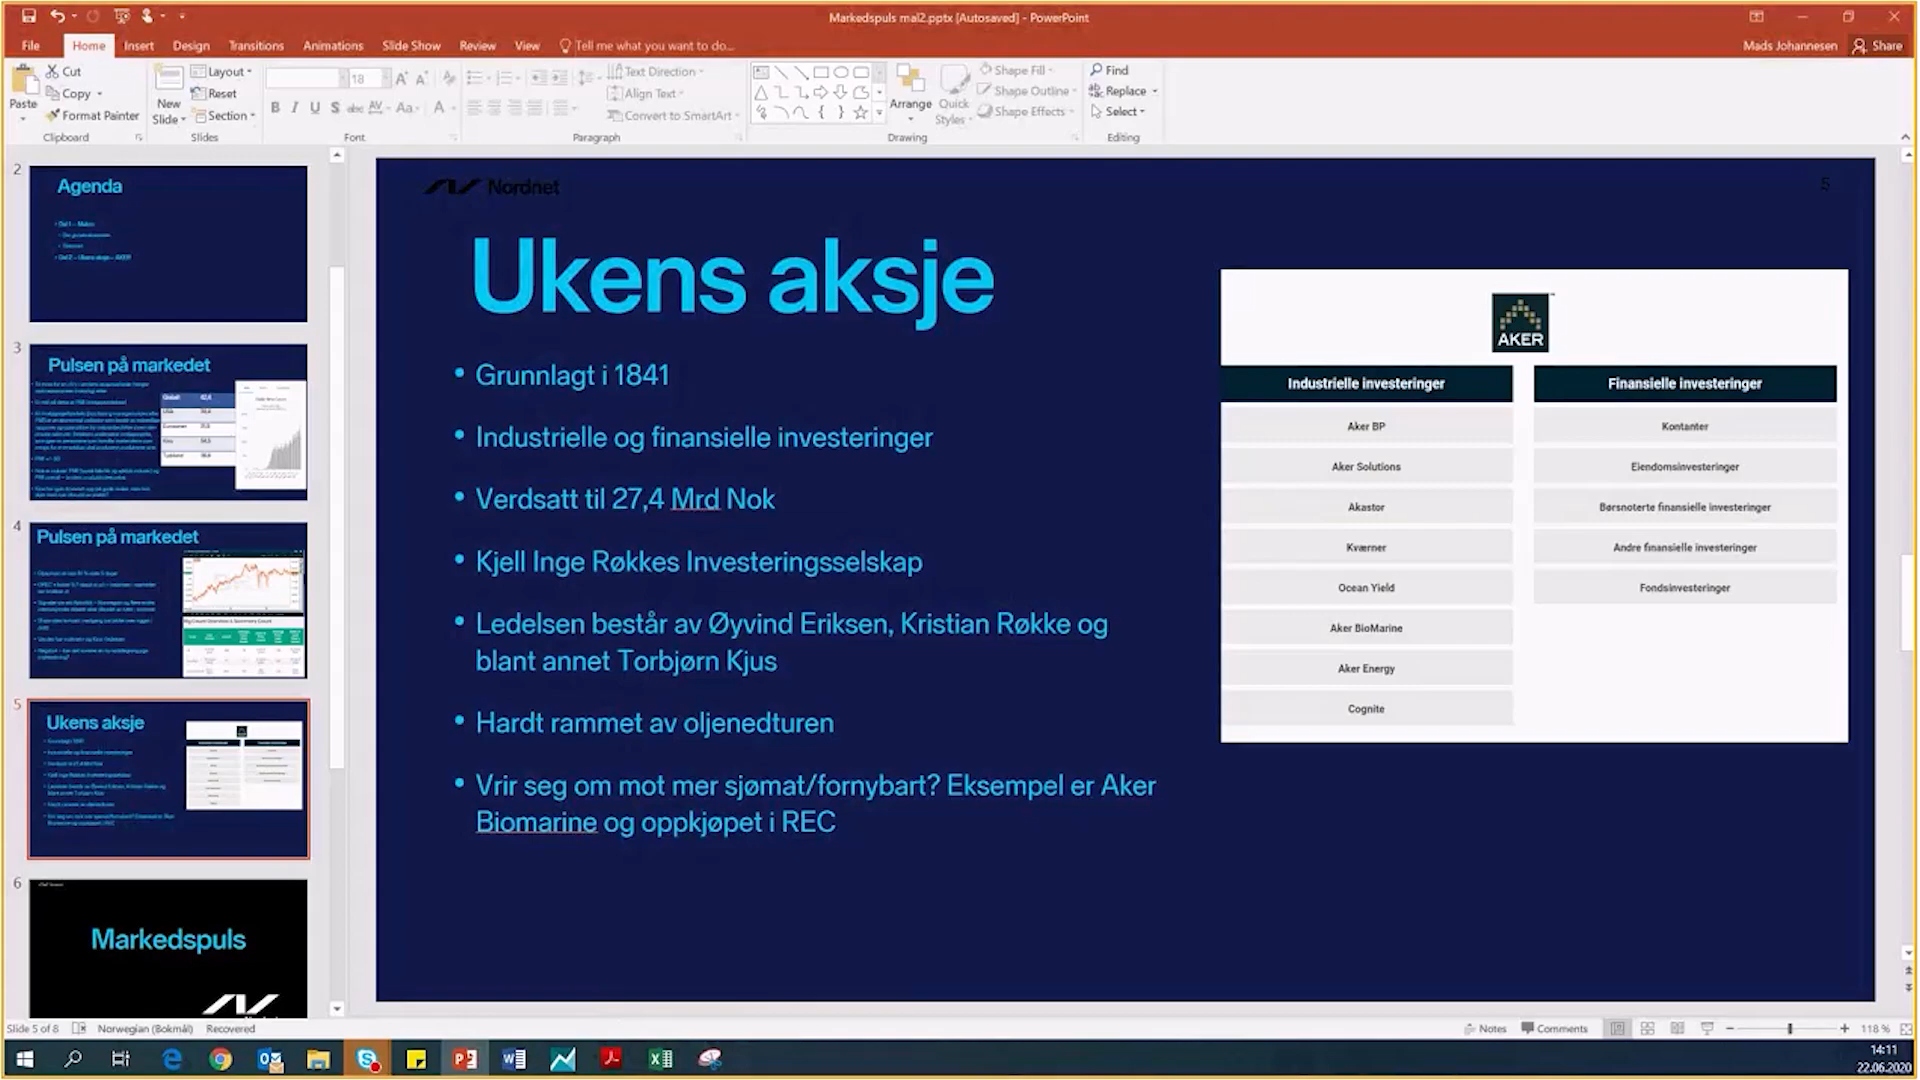 Markedspuls mal2.pptx [Autosaved] - PowerPoint
File Home Insert Design Transitions Animations Slide Show Review View Tell me what you want to do...
Mads Johannesen Share
Paste
Cut
Copy
Format Painter
Clipboard
New Slide
Layout
Reset
Section
Slides
18
Font
Text Direction
Align Text
Convert to SmartArt
Paragraph
Arrange
Quick Styles
Shape Fill
Shape Outline
Shape Effects
Drawing
Find
Replace
Select
Editing
2
Agenda
3
Pulsen på markedet
4
Pulsen på markedet
5
Ukens aksje
6
Markedspuls
Nordnet
5
Ukens aksje
• Grunnlagt i 1841
• Industrielle og finansielle investeringer
• Verdsatt til 27,4 Mrd Nok
• Kjell Inge Røkkes Investeringsselskap
• Ledelsen består av Øyvind Eriksen, Kristian Røkke og
blant annet Torbjørn Kjus
• Hardt rammet av oljenedturen
• Vrir seg om mot mer sjømat/fornybart? Eksempel er Aker
Biomarine og oppkjøpet i REC
AKER
Industrielle investeringer
Aker BP
Aker Solutions
Akastor
Kværner
Ocean Yield
Aker BioMarine
Aker Energy
Cognite
Finansielle investeringer
Kontanter
Eiendomsinvesteringer
Børsnoterte finansielle investeringer
Andre finansielle investeringer
Fondsinvesteringer
Slide 5 of 8 Norwegian (Bokmål) Recovered
Notes Comments 118 %
14:11
22.06.2020